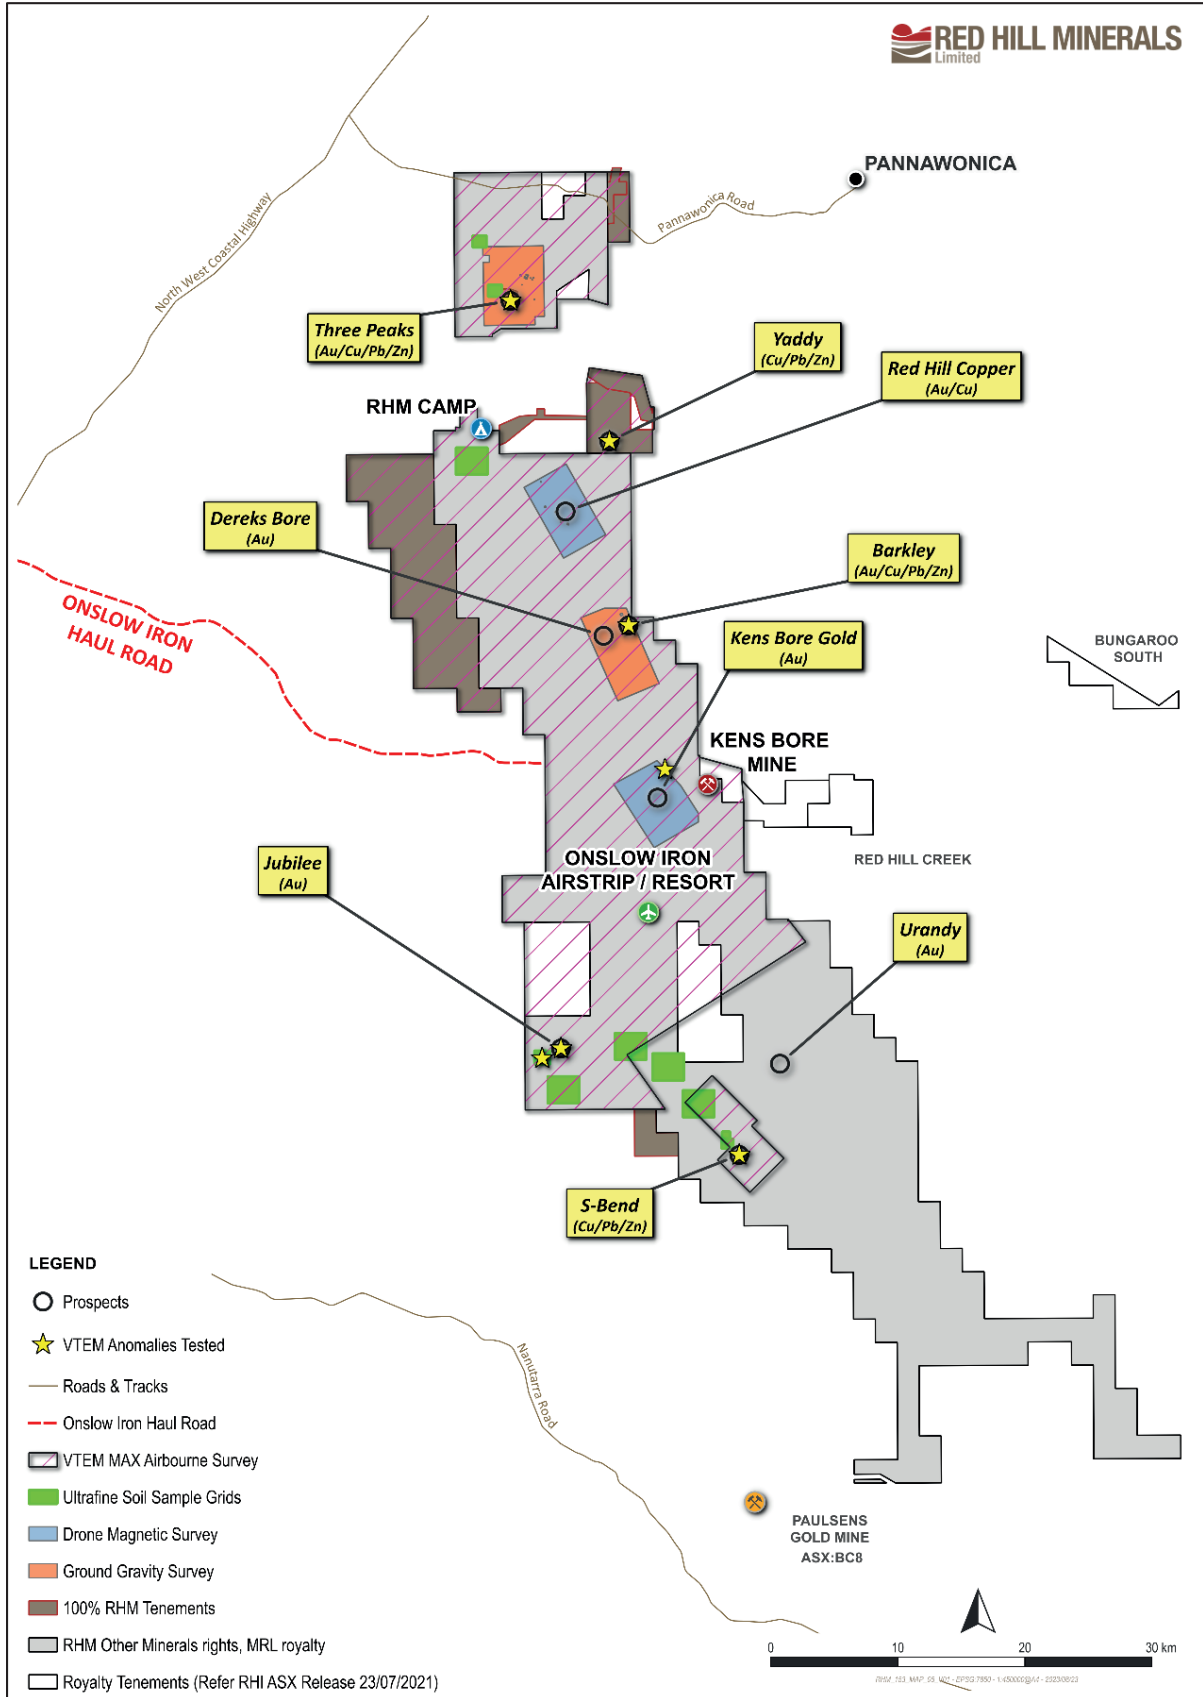 RED HILL MINERALS
Limited
PANNAWONICA
Pannawonica Road
North West Coastal Highway
Three Peaks
(Au/Cu/Pb/Zn)
Yaddy
(Cu/Pb/Zn)
Red Hill Copper
(Au/Cu)
RHM CAMP
Dereks Bore
(Au)
Barkley
(Au/Cu/Pb/Zn)
ONSLOW IRON
HAUL ROAD
Kens Bore Gold
(Au)
BUNGAROO
SOUTH
KENS BORE
MINE
RED HILL CREEK
ONSLOW IRON
AIRSTRIP / RESORT
Jubilee
(Au)
Urandy
(Au)
S-Bend
(Cu/Pb/Zn)
LEGEND
Prospects
VTEM Anomalies Tested
Roads & Tracks
Onslow Iron Haul Road
VTEM MAX Airbourne Survey
Ultrafine Soil Sample Grids
Drone Magnetic Survey
Ground Gravity Survey
100% RHM Tenements
RHM Other Minerals rights, MRL royalty
Royalty Tenements (Refer RHI ASX Release 23/07/2021)
Nanutarra Road
PAULSENS
GOLD MINE
ASX:BC8
0 10 20 30 km